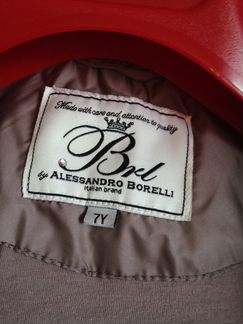 Made with care and attention to quality
Brl
by ALESSANDRO BORELLI
italian brand
7Y